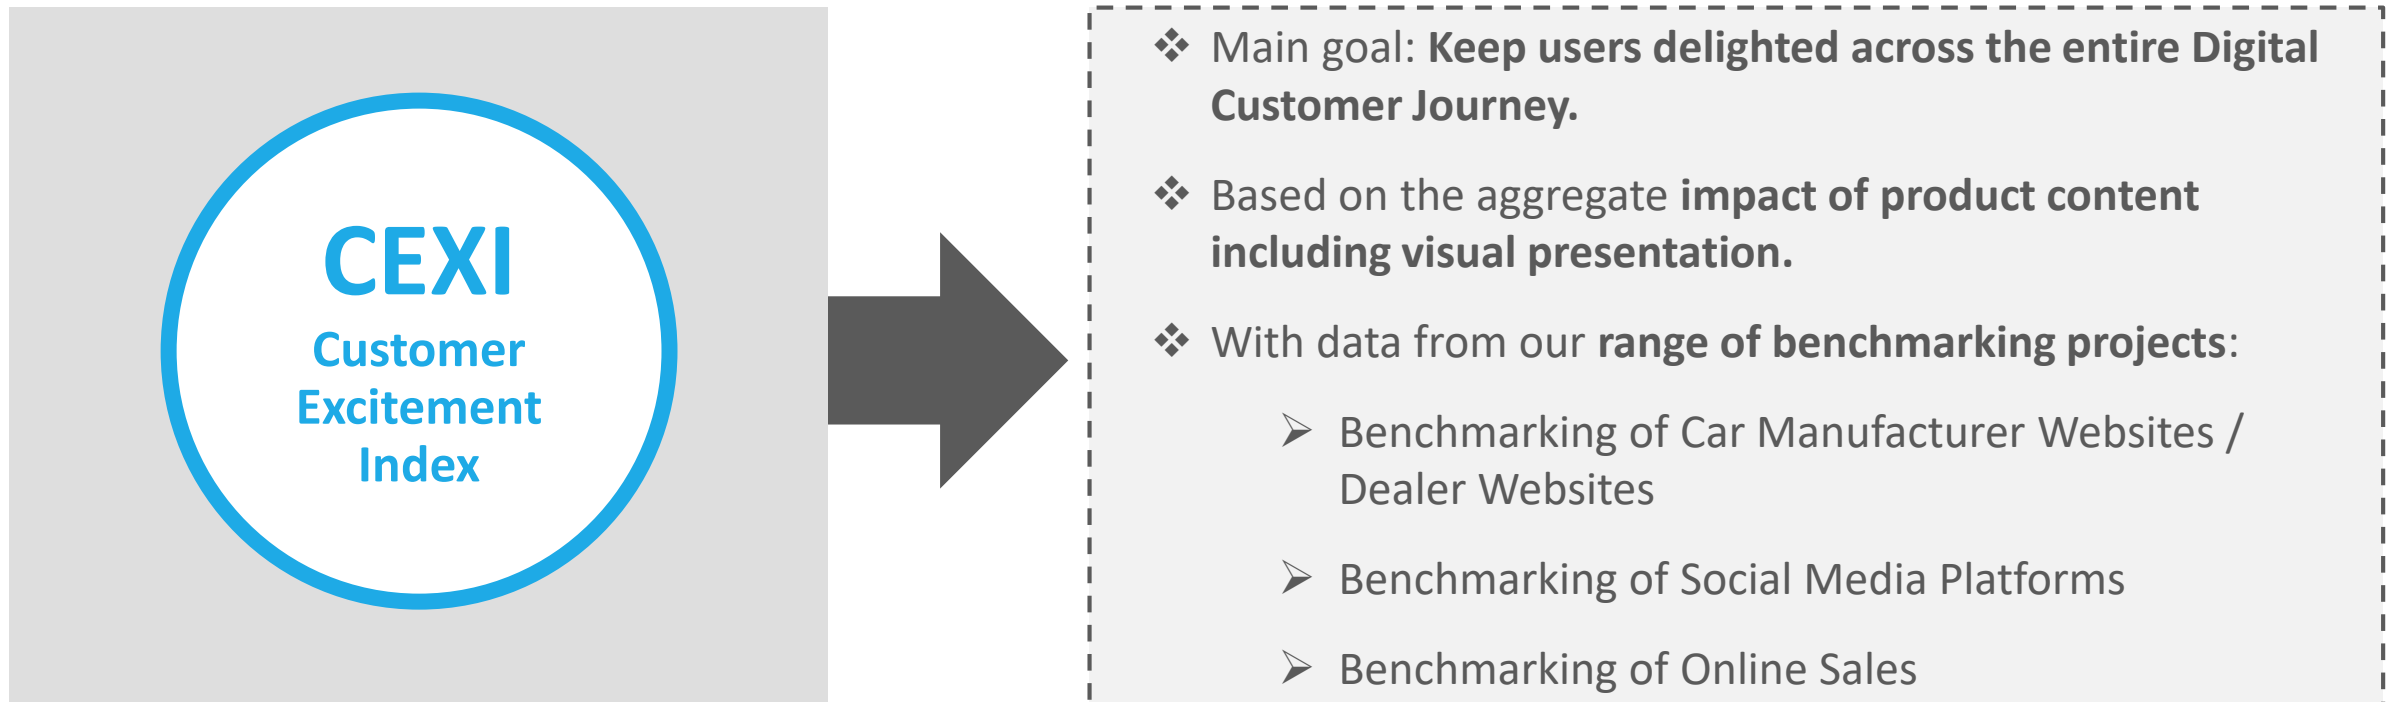 CEXI
Customer
Excitement
Index
❖ Main goal: Keep users delighted across the entire Digital
Customer Journey.
❖ Based on the aggregate impact of product content
including visual presentation.
❖ With data from our range of benchmarking projects:
➢ Benchmarking of Car Manufacturer Websites /
Dealer Websites
➢ Benchmarking of Social Media Platforms
➢ Benchmarking of Online Sales